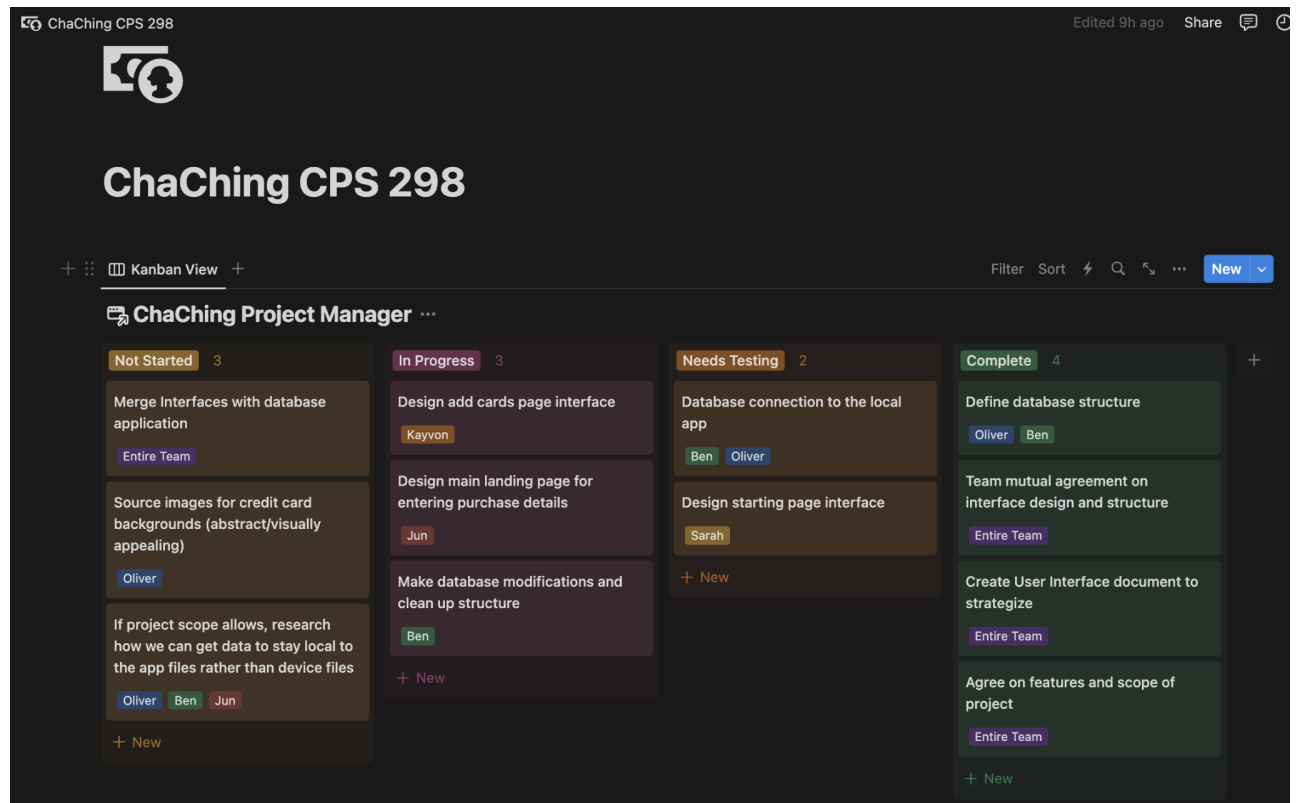 ChaChing CPS 298
Edited 9h ago Share
ChaChing CPS 298
Kanban View
Filter Sort New
ChaChing Project Manager
Not Started 3
Merge Interfaces with database
application
Entire Team
Source images for credit card
backgrounds (abstract/visually
appealing)
Oliver
If project scope allows, research
how we can get data to stay local to
the app files rather than device files
Oliver Ben Jun
+ New
In Progress 3
Design add cards page interface
Kayvon
Design main landing page for
entering purchase details
Jun
Make database modifications and
clean up structure
Ben
+ New
Needs Testing 2
Database connection to the local
app
Ben Oliver
Design starting page interface
Sarah
+ New
Complete 4
Define database structure
Oliver Ben
Team mutual agreement on
interface design and structure
Entire Team
Create User Interface document to
strategize
Entire Team
Agree on features and scope of
project
Entire Team
+ New